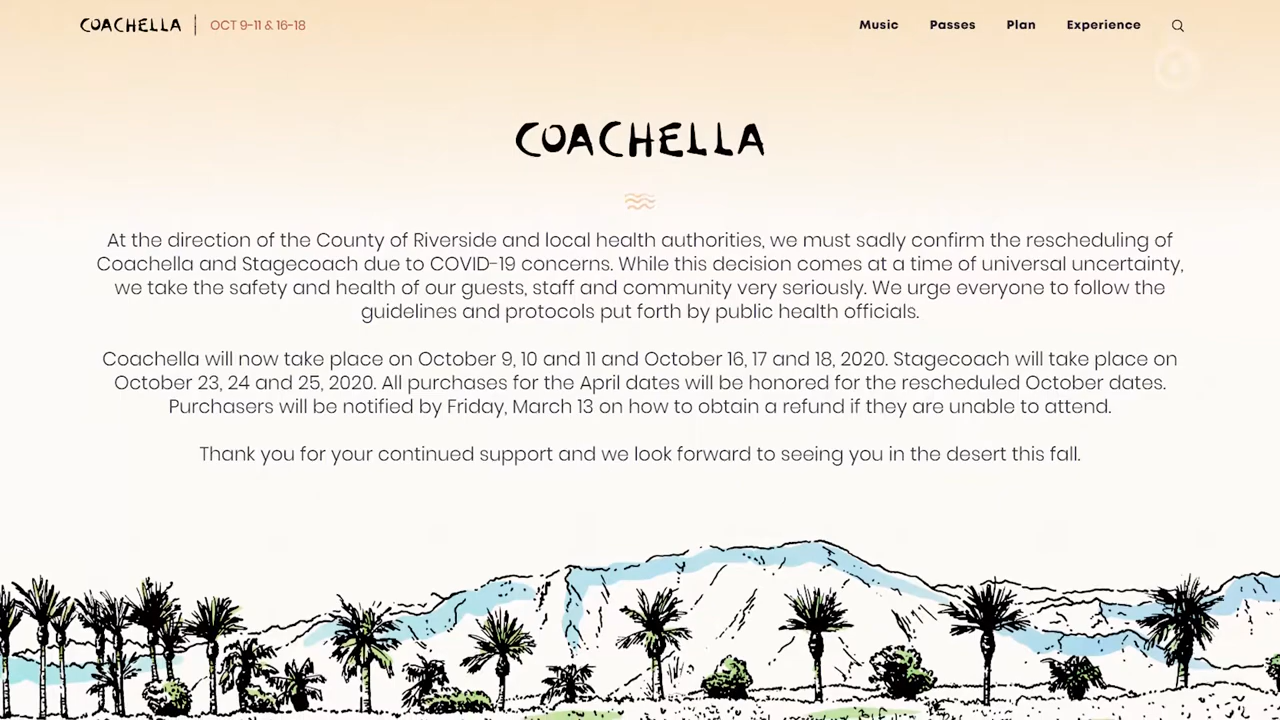 COACHELLA | OCT 9-11 & 16-18 Music Passes Plan Experience
COACHELLA
At the direction of the County of Riverside and local health authorities, we must sadly confirm the rescheduling of
Coachella and Stagecoach due to COVID-19 concerns. While this decision comes at a time of universal uncertainty,
we take the safety and health of our guests, staff and community very seriously. We urge everyone to follow the
guidelines and protocols put forth by public health officials.
Coachella will now take place on October 9, 10 and 11 and October 16, 17 and 18, 2020. Stagecoach will take place on
October 23, 24 and 25, 2020. All purchases for the April dates will be honored for the rescheduled October dates.
Purchasers will be notified by Friday, March 13 on how to obtain a refund if they are unable to attend.
Thank you for your continued support and we look forward to seeing you in the desert this fall.